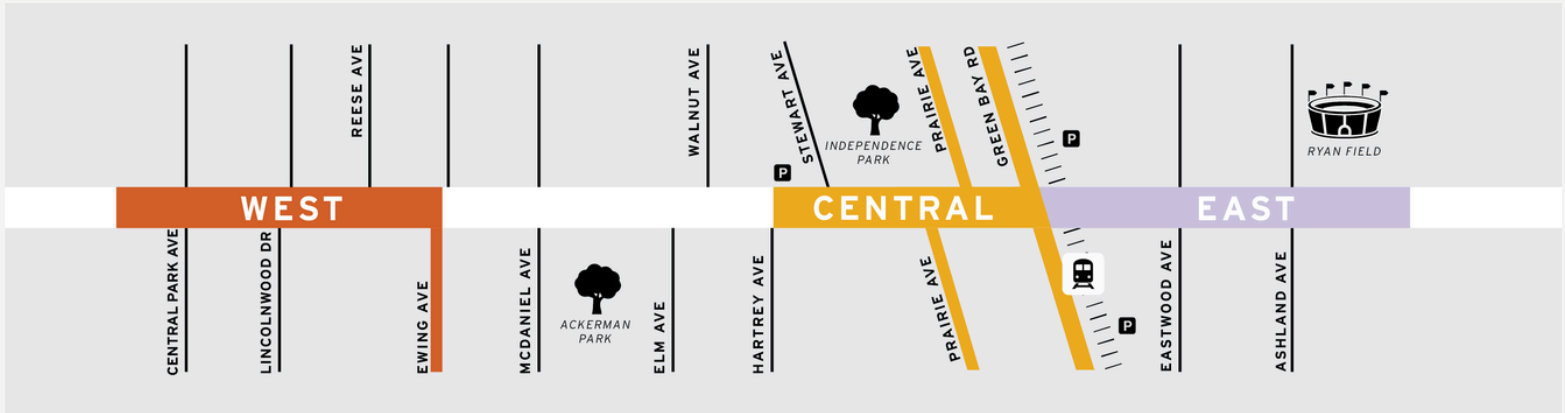 REESE AVE
WALNUT AVE
STEWART AVE
PRAIRIE AVE
GREEN BAY RD
INDEPENDENCE
PARK
P
P
RYAN FIELD
WEST
CENTRAL
EAST
CENTRAL PARK AVE
LINCOLNWOOD DR
EWING AVE
MCDANIEL AVE
ACKERMAN
PARK
ELM AVE
HARTREY AVE
PRAIRIE AVE
P
EASTWOOD AVE
ASHLAND AVE